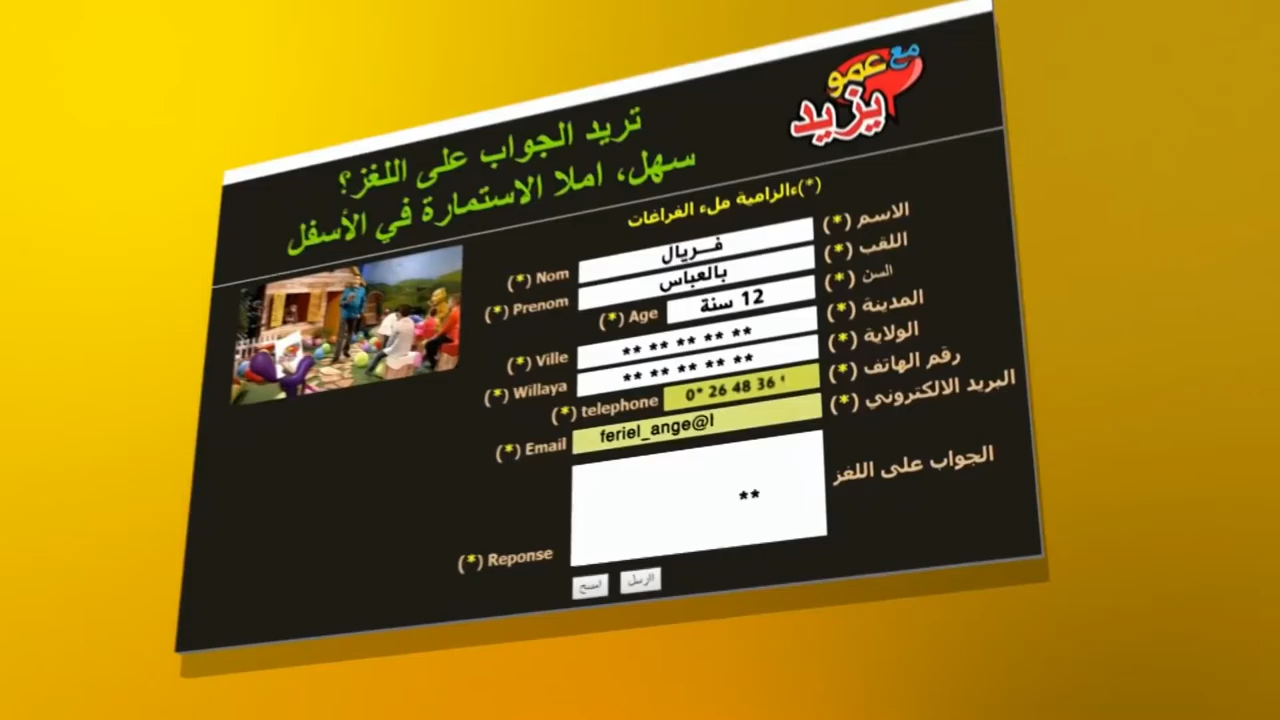 مع عمو يزيد
تريد الجواب على اللغز؟
سهل، املا الاستمارة في الأسفل
(*)ءالزامية ملء الفراغات
Nom (*) فـريال الاسم (*)
Prenom (*) بالعباس اللقب (*)
Age (*) 12 سنة السن (*)
Ville (*) ** ** ** ** ** المدينة (*)
Willaya (*) ** ** ** ** ** الولاية (*)
telephone (*) 0* 26 48 36 رقم الهاتف (*)
Email (*) feriel_ange@l البريد الالكتروني (*)
الجواب على اللغز
**
Reponse (*)
امسح ارسل